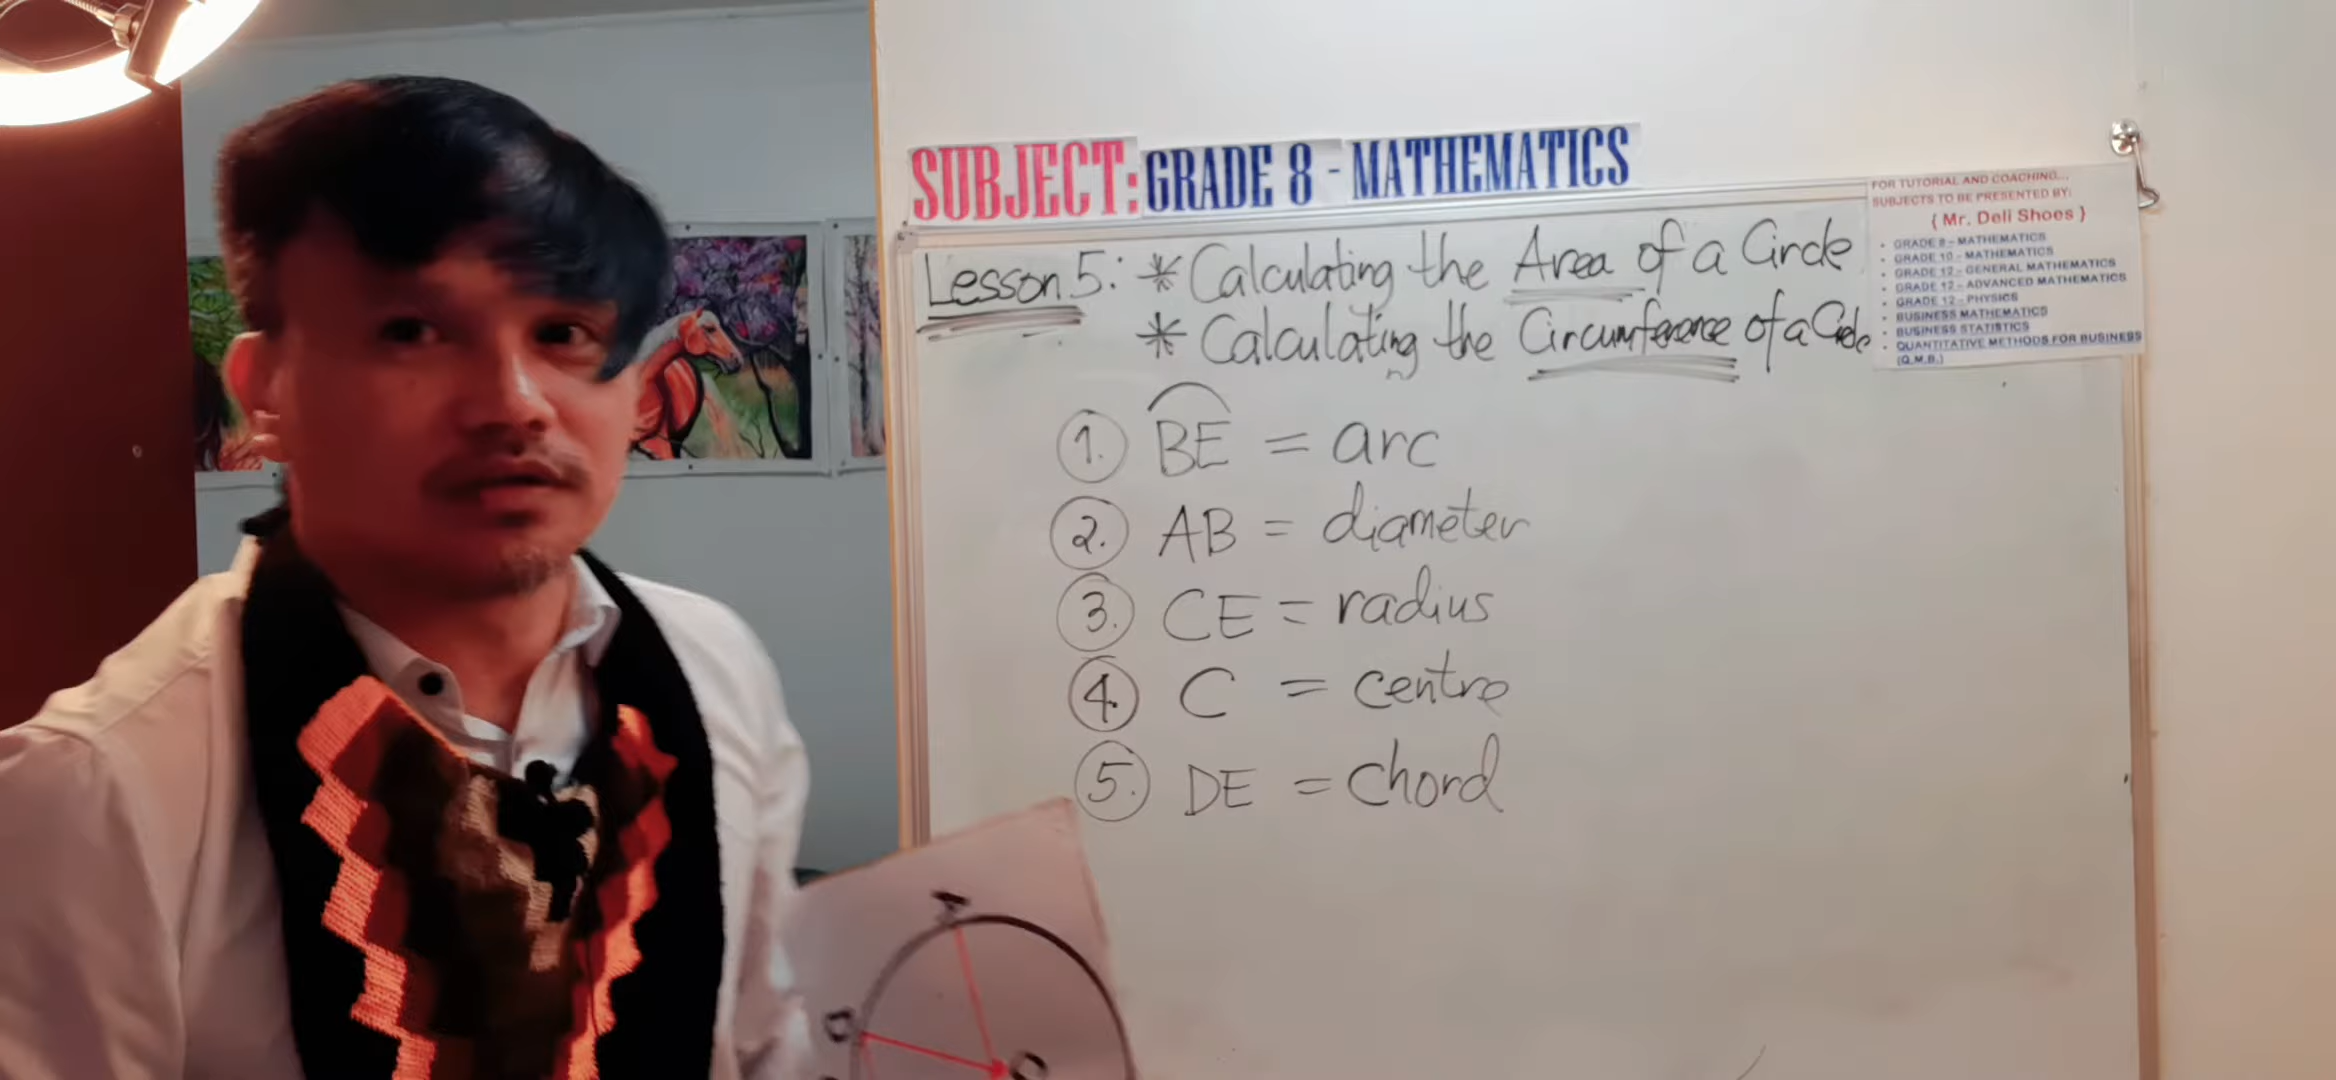 SUBJECT: GRADE 8 - MATHEMATICS
Lesson 5: * Calculating the Area of a Circle
* Calculating the Circumference of a Circle
1. BE = arc
2. AB = diameter
3. CE = radius
4. C = centre
5. DE = chord
FOR TUTORIAL AND COACHING...
SUBJECTS TO BE PRESENTED BY:
{ Mr. Deli Shoes }
• GRADE 8 - MATHEMATICS
• GRADE 10 - MATHEMATICS
• GRADE 12 - GENERAL MATHEMATICS
• GRADE 12 - ADVANCED MATHEMATICS
• GRADE 12 - PHYSICS
• BUSINESS MATHEMATICS
• BUSINESS STATISTICS
• QUANTITATIVE METHODS FOR BUSINESS
(Q.M.B.)
A